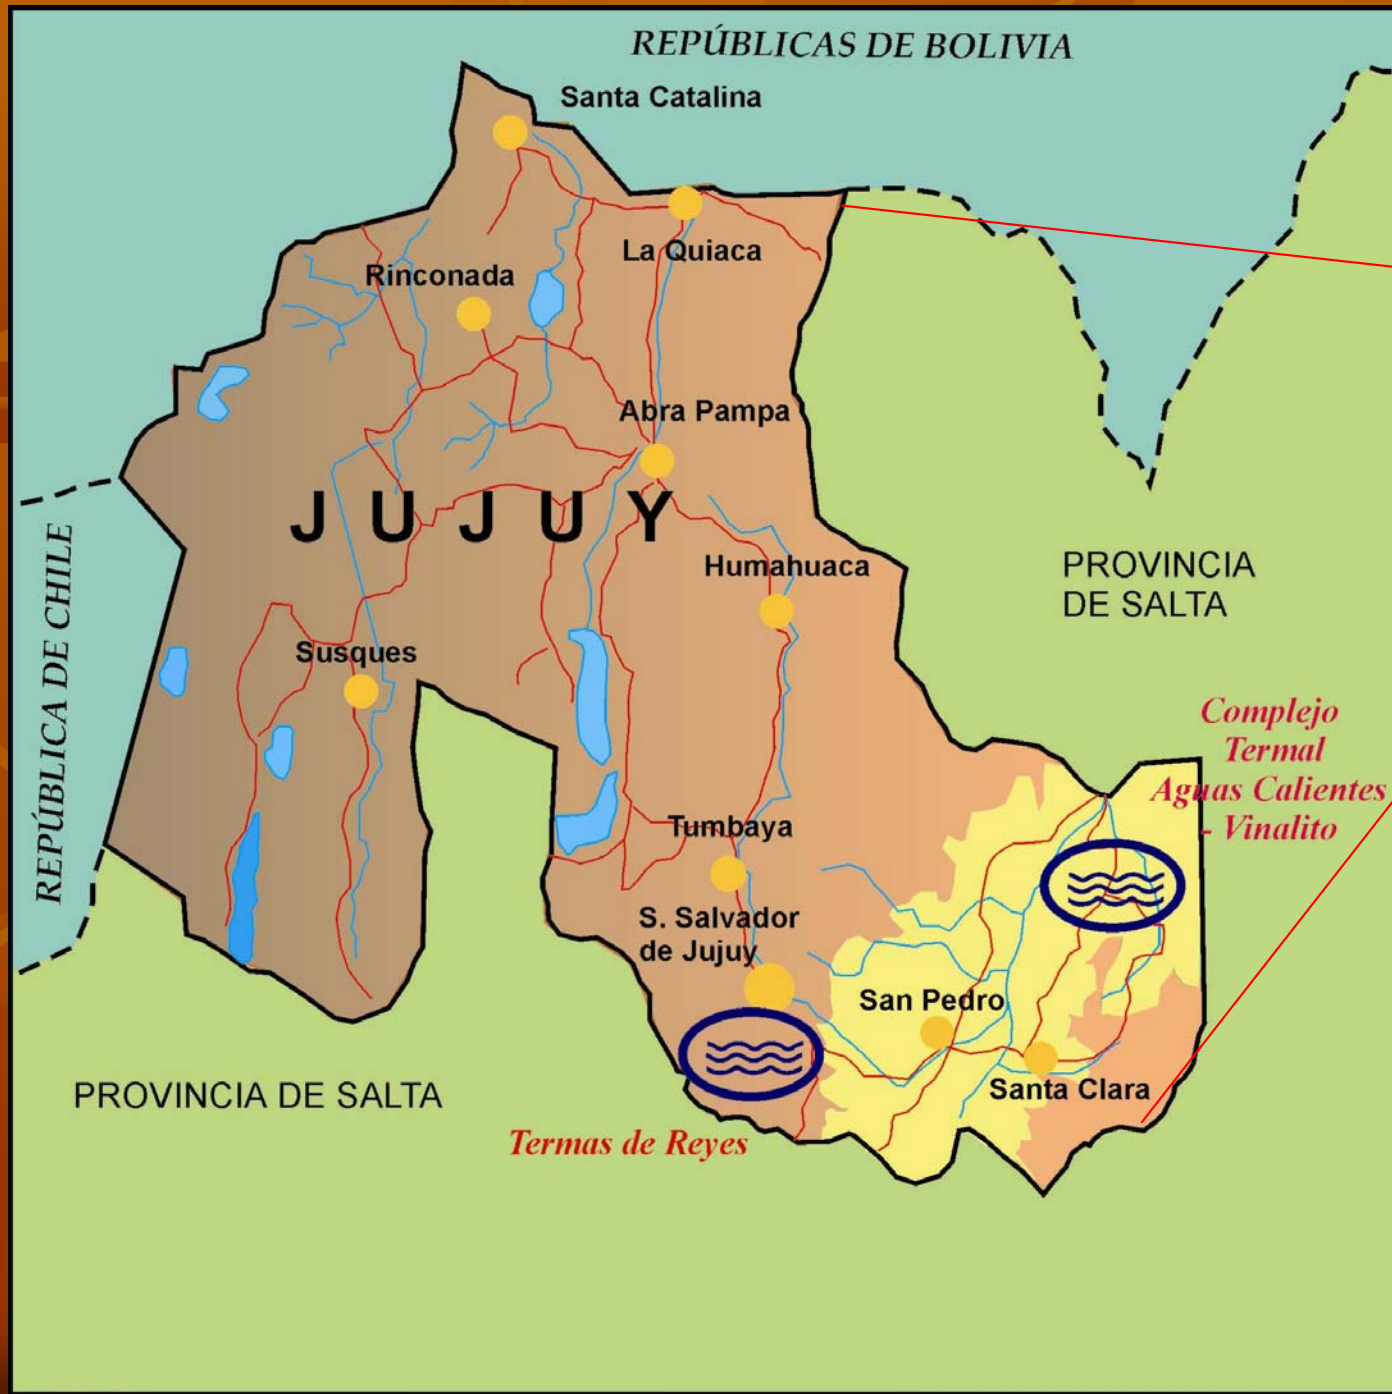 REPÚBLICAS DE BOLIVIA
Santa Catalina
La Quiaca
Rinconada
Abra Pampa
J U J U Y
REPÚBLICA DE CHILE
Humahuaca
PROVINCIA
DE SALTA
Susques
Complejo
Termal
Aguas Calientes
- Vinalito
Tumbaya
S. Salvador
de Jujuy
San Pedro
Santa Clara
PROVINCIA DE SALTA
Termas de Reyes